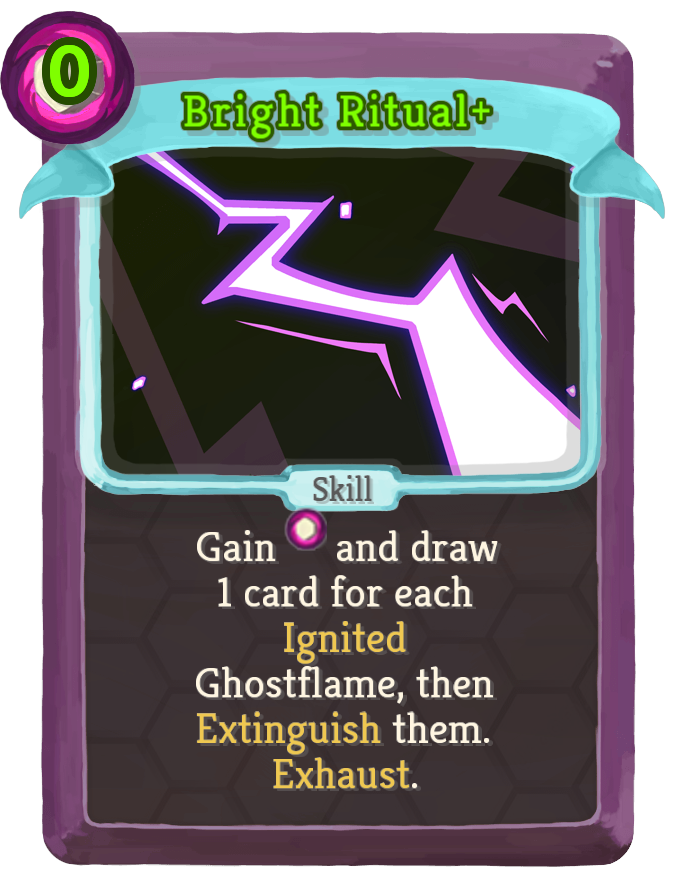 0
Bright Ritual+
Skill
Gain and draw
1 card for each
Ignited
Ghostflame, then
Extinguish them.
Exhaust.